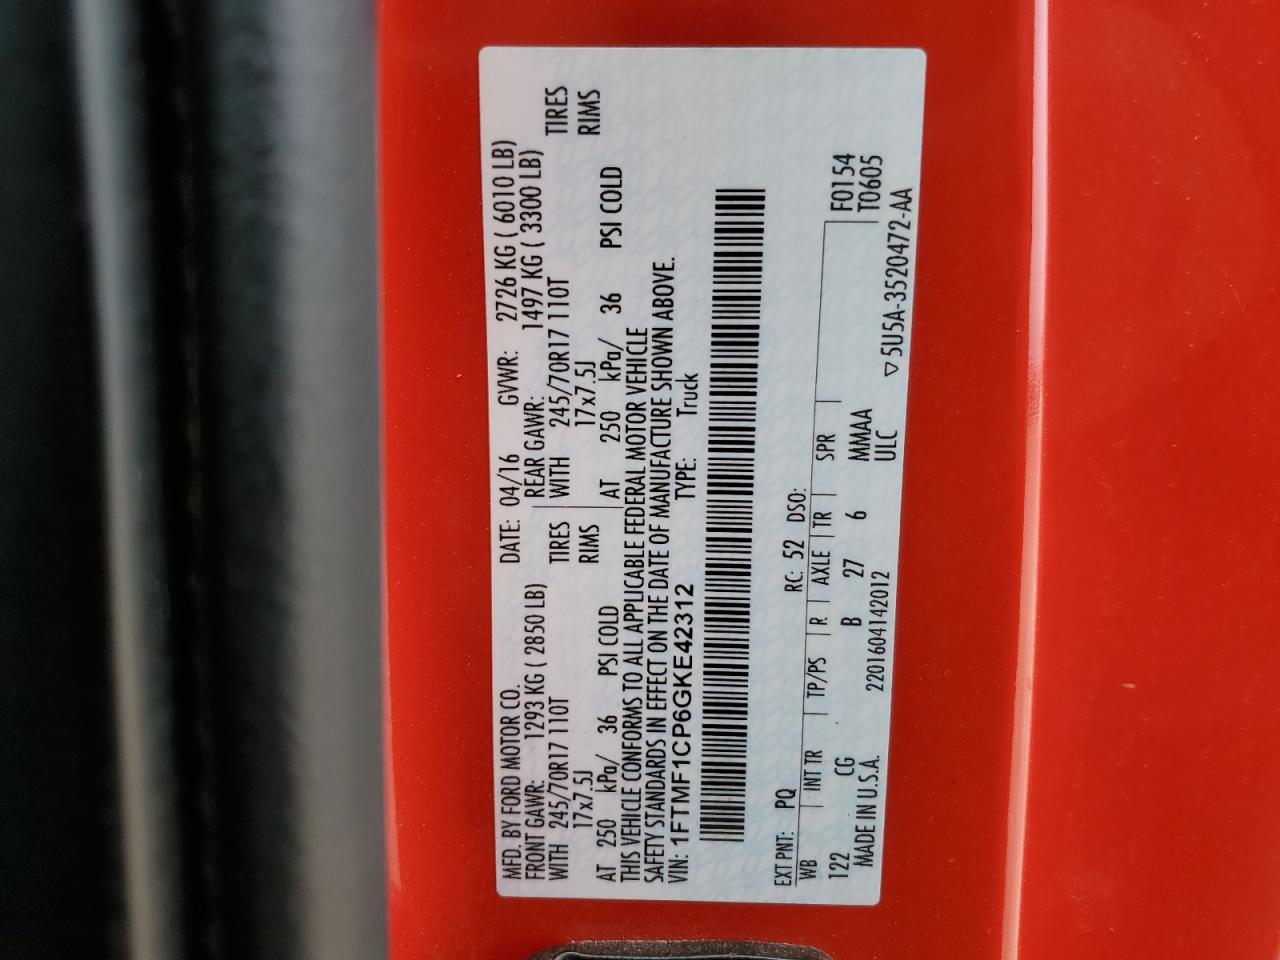 MFD. BY FORD MOTOR CO. DATE: 04/16 GVWR: 2726 KG ( 6010 LB)
FRONT GAWR: 1293 KG ( 2850 LB) REAR GAWR: 1497 KG ( 3300 LB)
WITH 245/70R17 110T TIRES WITH 245/70R17 110T TIRES
17x7.5J RIMS 17x7.5J RIMS
AT 250 kPa/ 36 PSI COLD AT 250 kPa/ 36 PSI COLD
THIS VEHICLE CONFORMS TO ALL APPLICABLE FEDERAL MOTOR VEHICLE
SAFETY STANDARDS IN EFFECT ON THE DATE OF MANUFACTURE SHOWN ABOVE.
VIN: 1FTMF1CP6GKE42312 TYPE: Truck
EXT PNT: PQ RC: 52 DSO:
WB INT TR TP/PS R AXLE TR SPR F0154
122 CG B 27 6 MMAA T0605
MADE IN U.S.A. 2201604142012 ULC
▽ 5U5A-3520472-AA